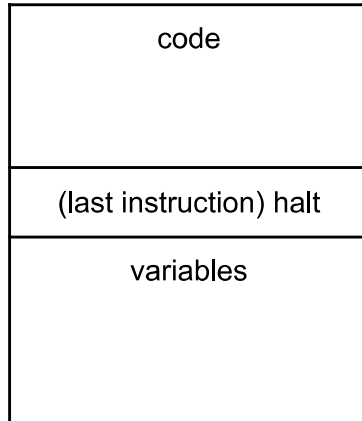 code
(last instruction) halt
variables